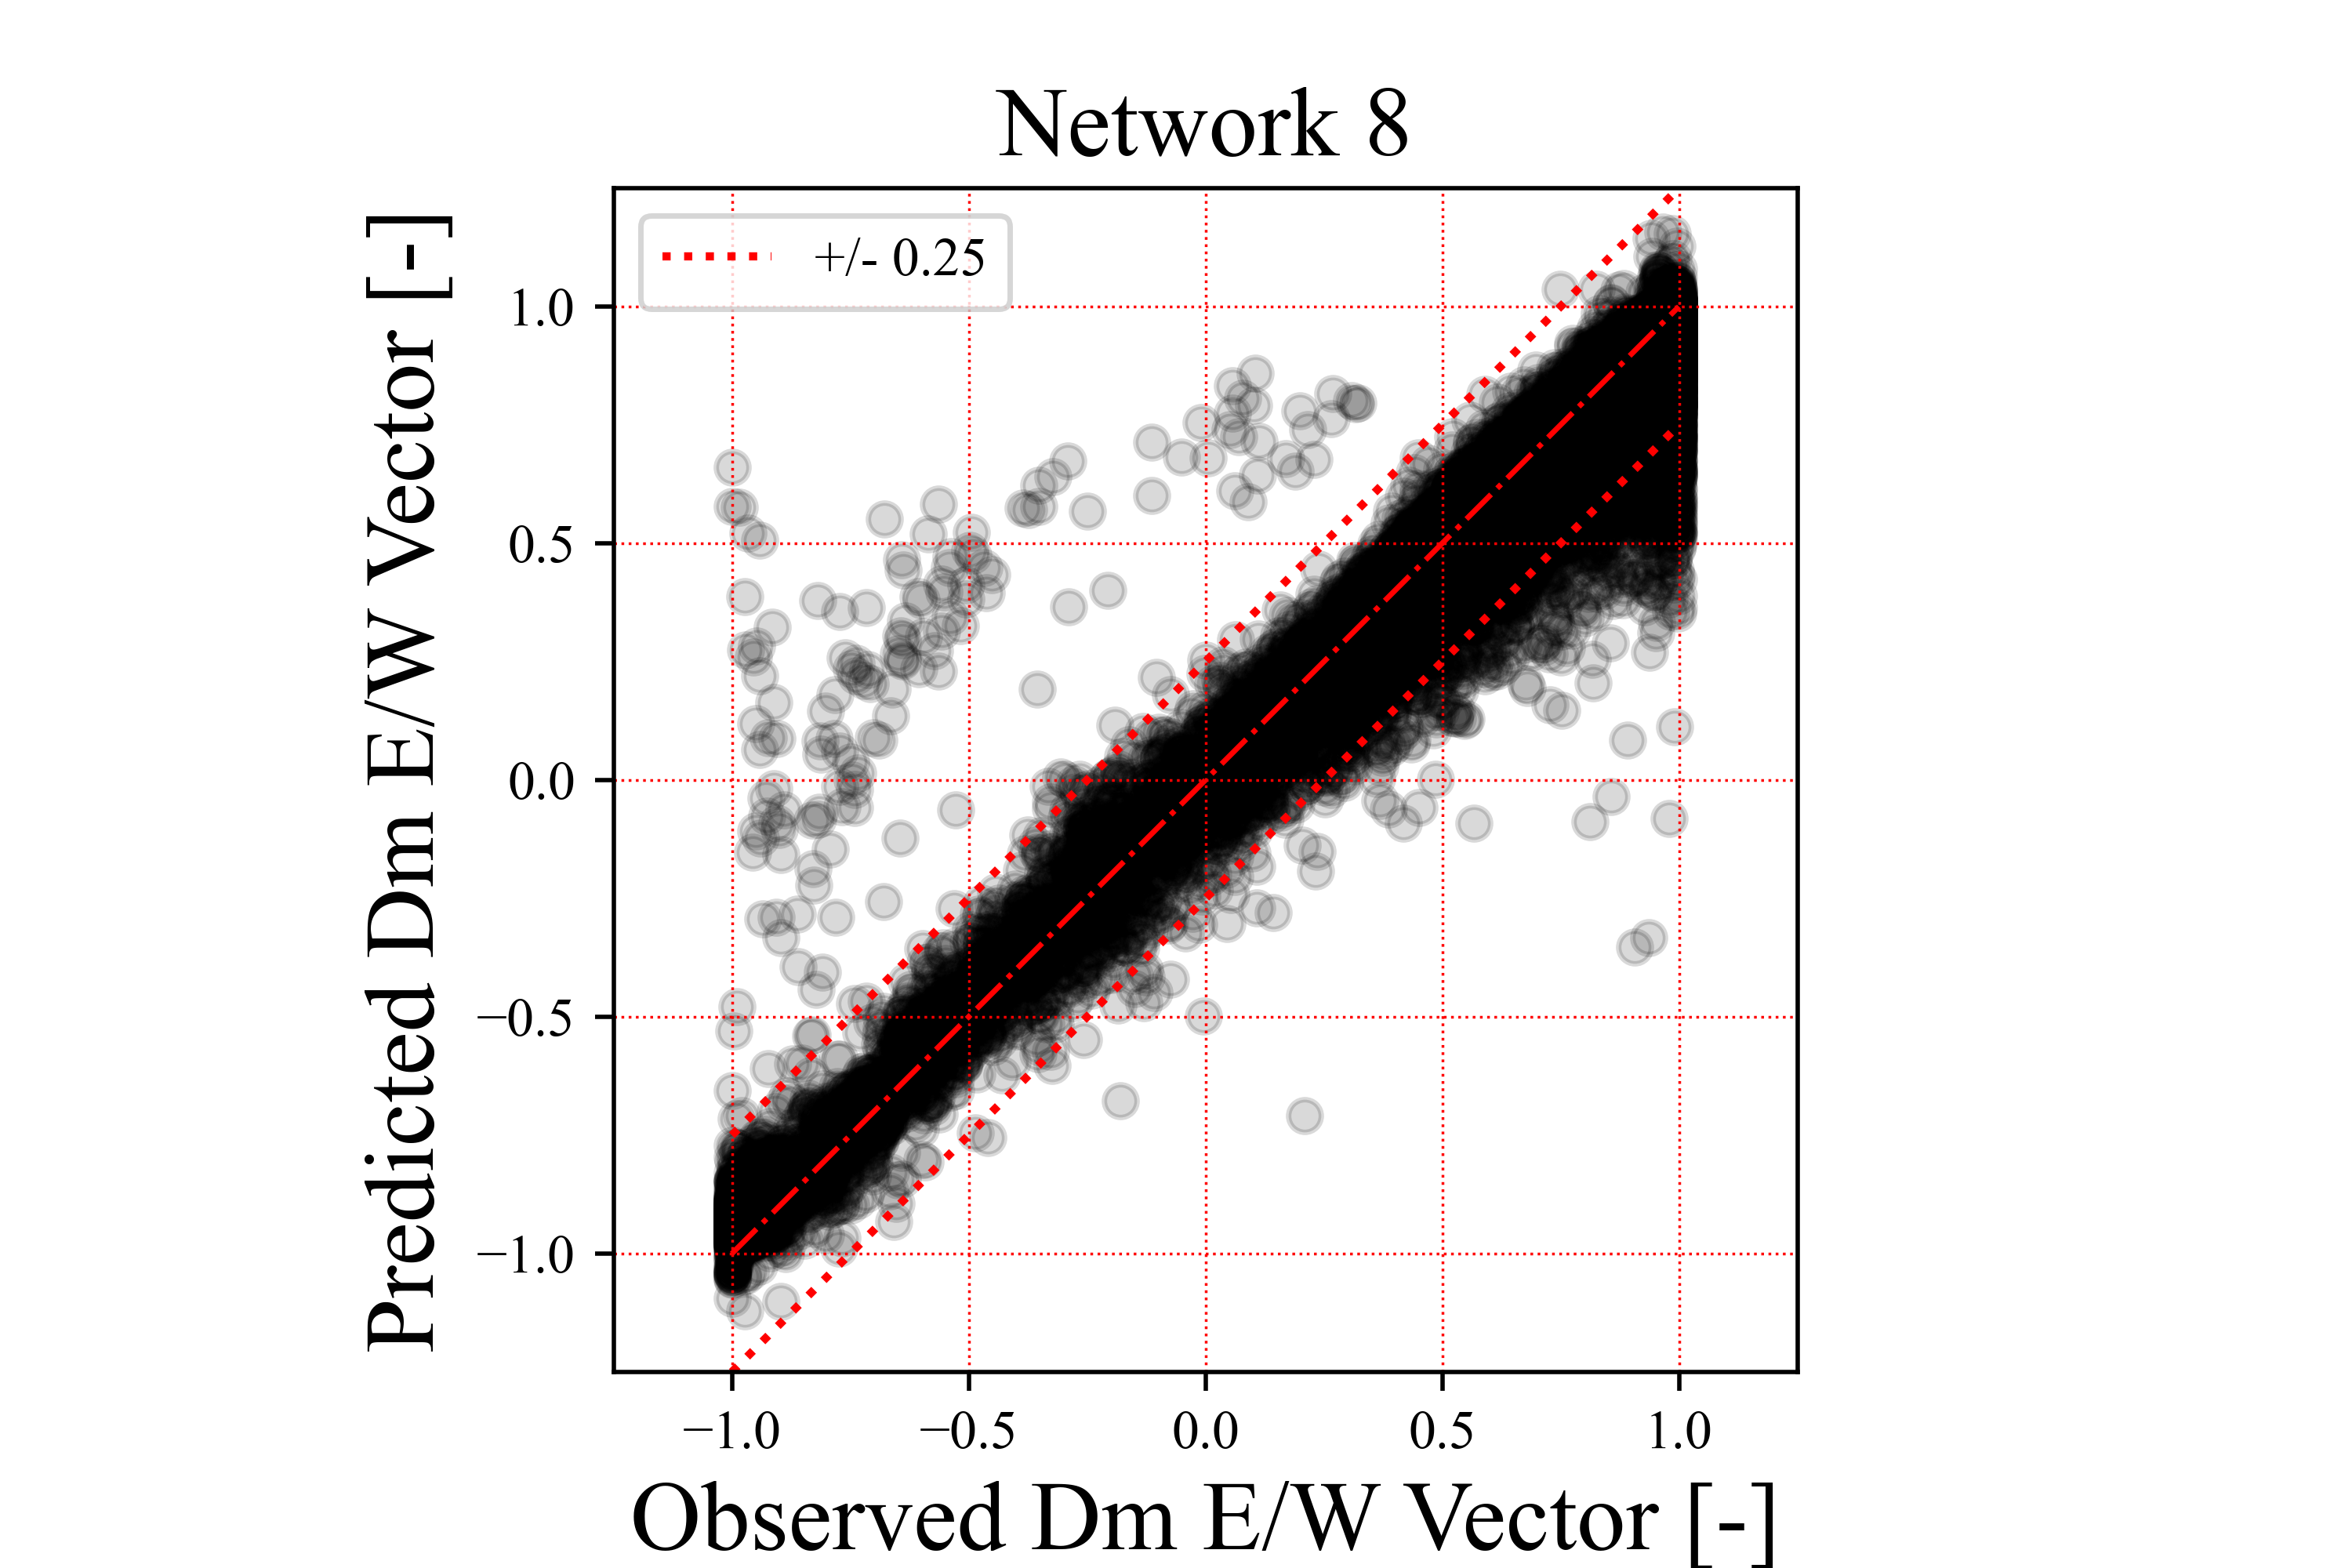 Network 8
+/- 0.25
Predicted Dm E/W Vector [-]
1.0
0.5
0.0
−0.5
−1.0
−1.0 −0.5 0.0 0.5 1.0
Observed Dm E/W Vector [-]